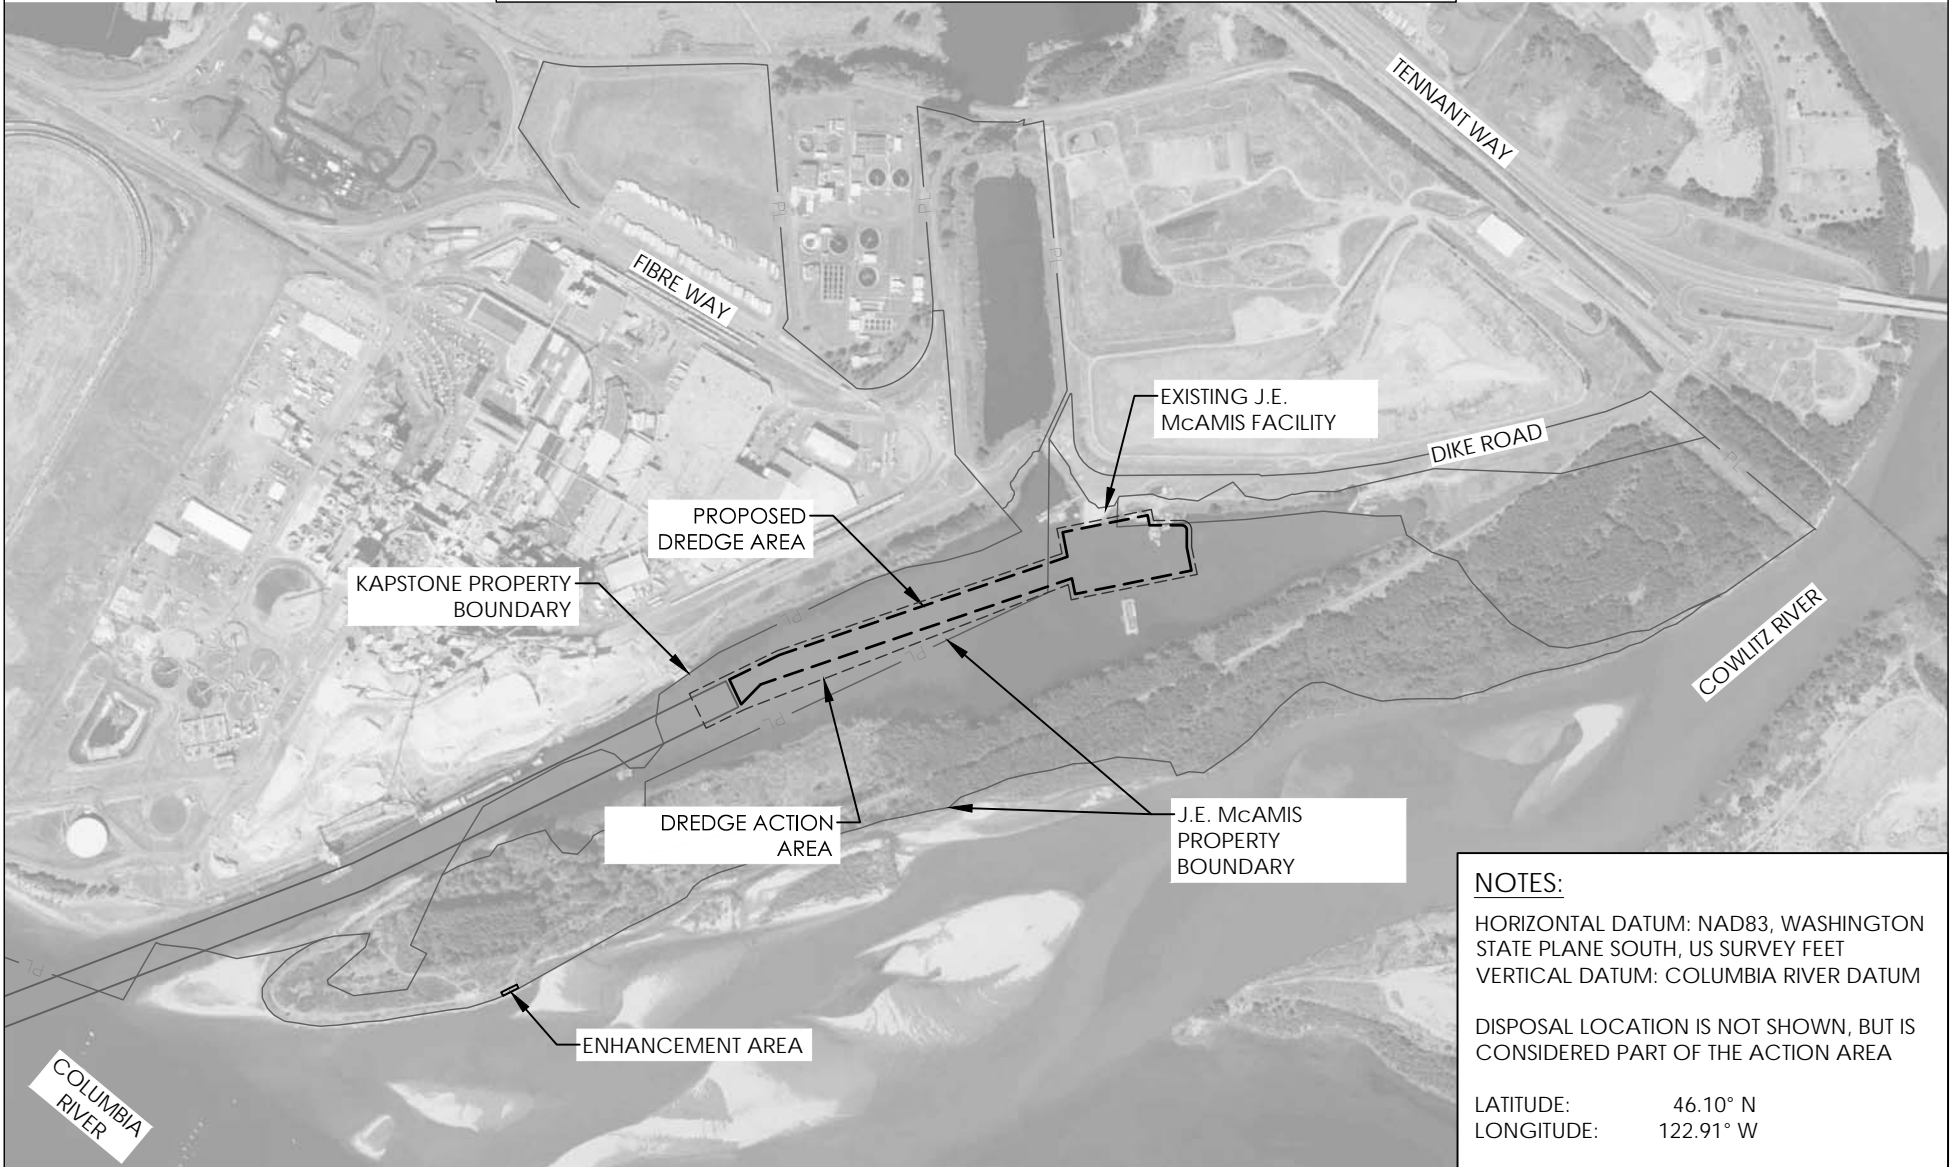 TENNANT WAY
FIBRE WAY
EXISTING J.E.
McAMIS FACILITY
DIKE ROAD
PROPOSED
DREDGE AREA
KAPSTONE PROPERTY
BOUNDARY
COWLITZ RIVER
DREDGE ACTION
AREA
J.E. McAMIS
PROPERTY
BOUNDARY
ENHANCEMENT AREA
COLUMBIA
RIVER
PL
PL
PL
PL
PL
PL
PL
PL
NOTES:
HORIZONTAL DATUM: NAD83, WASHINGTON
STATE PLANE SOUTH, US SURVEY FEET
VERTICAL DATUM: COLUMBIA RIVER DATUM
DISPOSAL LOCATION IS NOT SHOWN, BUT IS
CONSIDERED PART OF THE ACTION AREA
LATITUDE: 46.10° N
LONGITUDE: 122.91° W